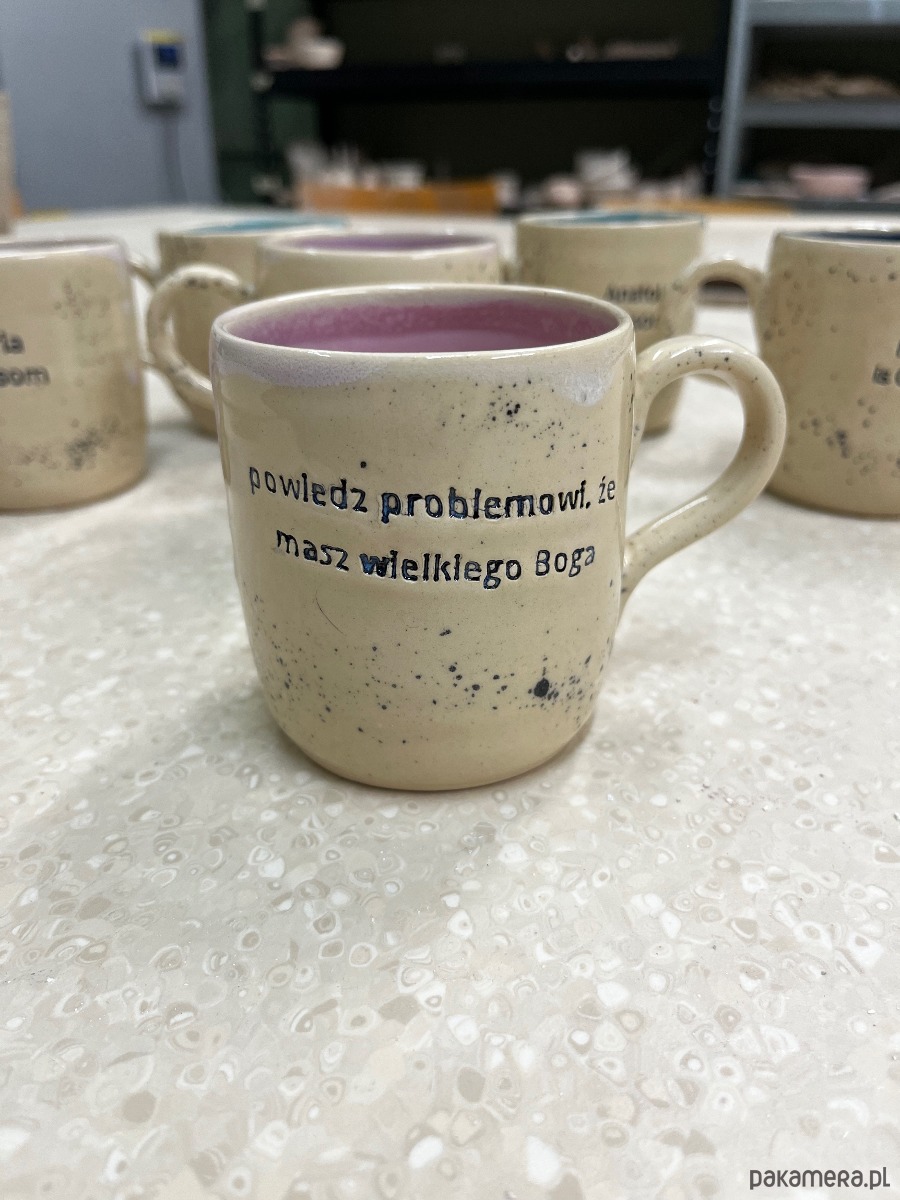 powiedz problemowi, że
masz wielkiego Boga
pakamera.pl